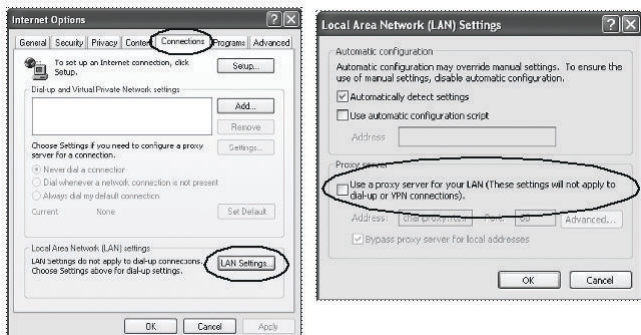 Internet Options
General Security Privacy Content Connections Programs Advanced
To set up an Internet connection, click
Setup.
Setup...
Dial-up and Virtual Private Network settings
Add...
Remove
Choose Settings if you need to configure a proxy
server for a connection.
Settings...
Never dial a connection
Dial whenever a network connection is not present
Always dial my default connection
Current None
Set Default
Local Area Network (LAN) settings
LAN Settings do not apply to dial-up connections.
Choose Settings above for dial-up settings.
LAN Settings...
OK Cancel Apply
Local Area Network (LAN) Settings
Automatic configuration
Automatic configuration may override manual settings. To ensure the
use of manual settings, disable automatic configuration.
Automatically detect settings
Use automatic configuration script
Address
Proxy server
Use a proxy server for your LAN (These settings will not apply to
dial-up or VPN connections).
Address: Port: 80 Advanced...
Bypass proxy server for local addresses
OK Cancel